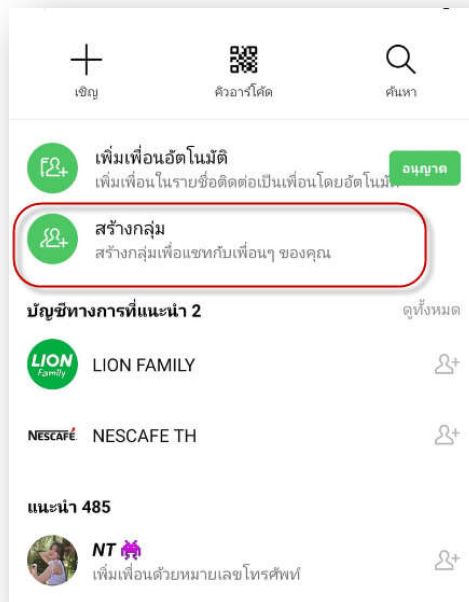 เชิญ
คิวอาร์โค้ด
ค้นหา
เพิ่มเพื่อนอัตโนมัติ
เพิ่มเพื่อนในรายชื่อติดต่อเป็นเพื่อนโดยอัตโนมัติ
อนุญาต
สร้างกลุ่ม
สร้างกลุ่มเพื่อแชทกับเพื่อนๆ ของคุณ
บัญชีทางการที่แนะนำ 2
ดูทั้งหมด
LION Family
LION FAMILY
NESCAFÉ
NESCAFE TH
แนะนำ 485
NT 👾
เพิ่มเพื่อนด้วยหมายเลขโทรศัพท์